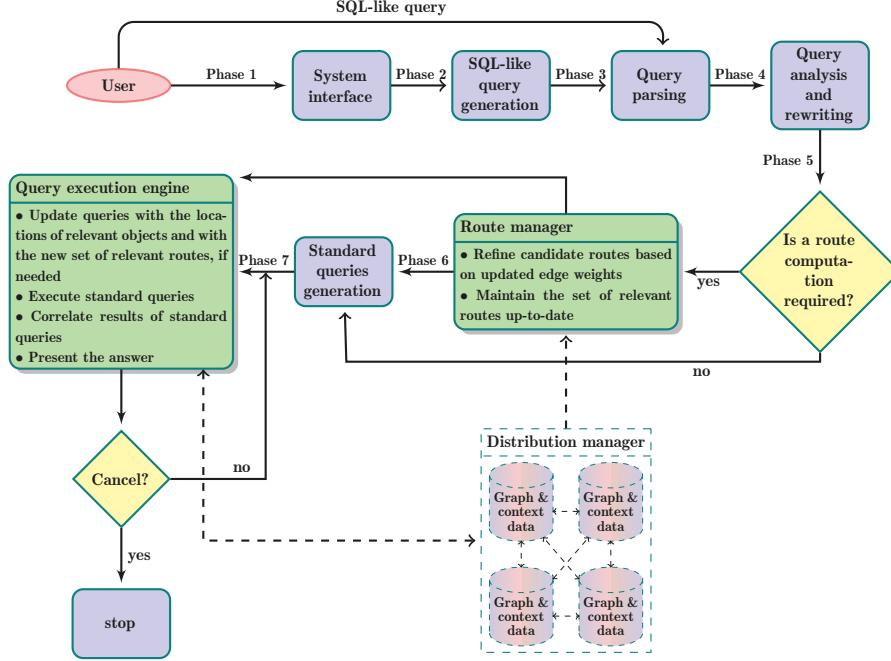 SQL-like query
User
Phase 1
System
interface
Phase 2
SQL-like
query
generation
Phase 3
Query
parsing
Phase 4
Query
analysis
and
rewriting
Phase 5
Is a route
computa-
tion
required?
yes
no
Route manager
● Refine candidate routes based
on updated edge weights
● Maintain the set of relevant
routes up-to-date
Phase 6
Standard
queries
generation
Phase 7
Query execution engine
● Update queries with the loca-
tions of relevant objects and with
the new set of relevant routes, if
needed
● Execute standard queries
● Correlate results of standard
queries
● Present the answer
Cancel?
no
yes
stop
Distribution manager
Graph &
context
data
Graph &
context
data
Graph &
context
data
Graph &
context
data